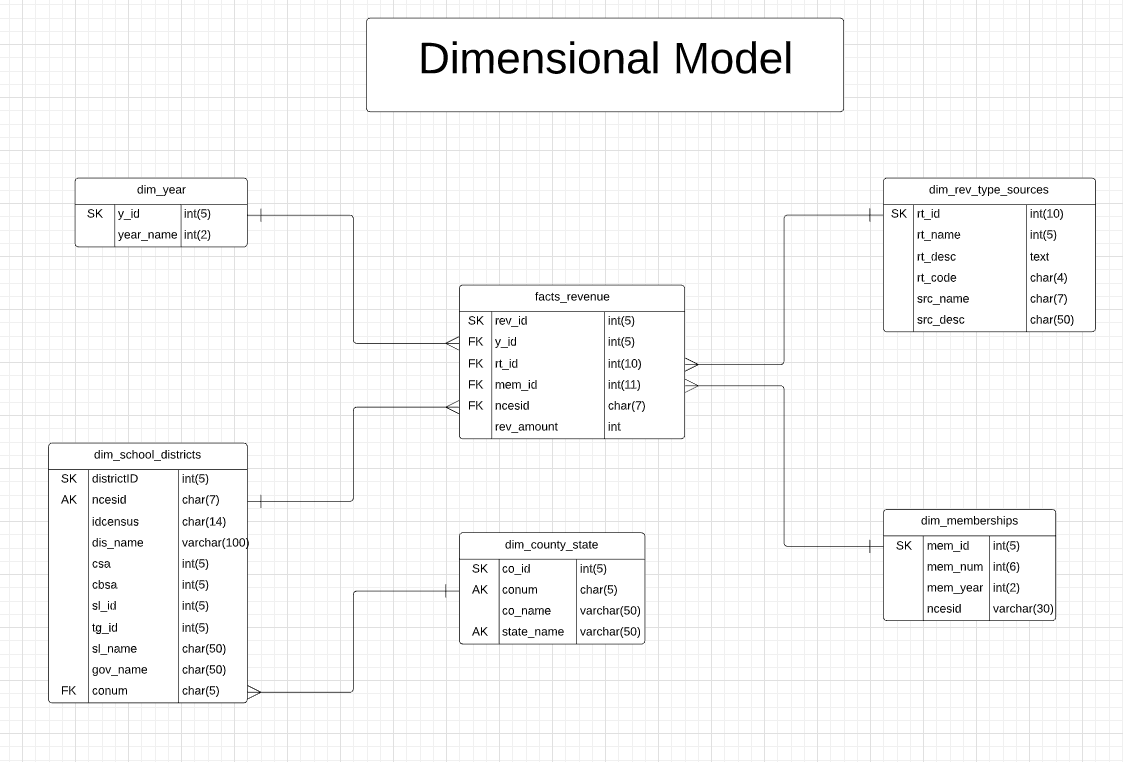 Dimensional Model
dim_year
SK y_id int(5)
year_name int(2)
dim_rev_type_sources
SK rt_id int(10)
rt_name int(5)
rt_desc text
rt_code char(4)
src_name char(7)
src_desc char(50)
facts_revenue
SK rev_id int(5)
FK y_id int(5)
FK rt_id int(10)
FK mem_id int(11)
FK ncesid char(7)
rev_amount int
dim_school_districts
SK districtID int(5)
AK ncesid char(7)
idcensus char(14)
dis_name varchar(100)
csa int(5)
cbsa int(5)
sl_id int(5)
tg_id int(5)
sl_name char(50)
gov_name char(50)
FK conum char(5)
dim_county_state
SK co_id int(5)
AK conum char(5)
co_name varchar(50)
AK state_name varchar(50)
dim_memberships
SK mem_id int(5)
mem_num int(6)
mem_year int(2)
ncesid varchar(30)